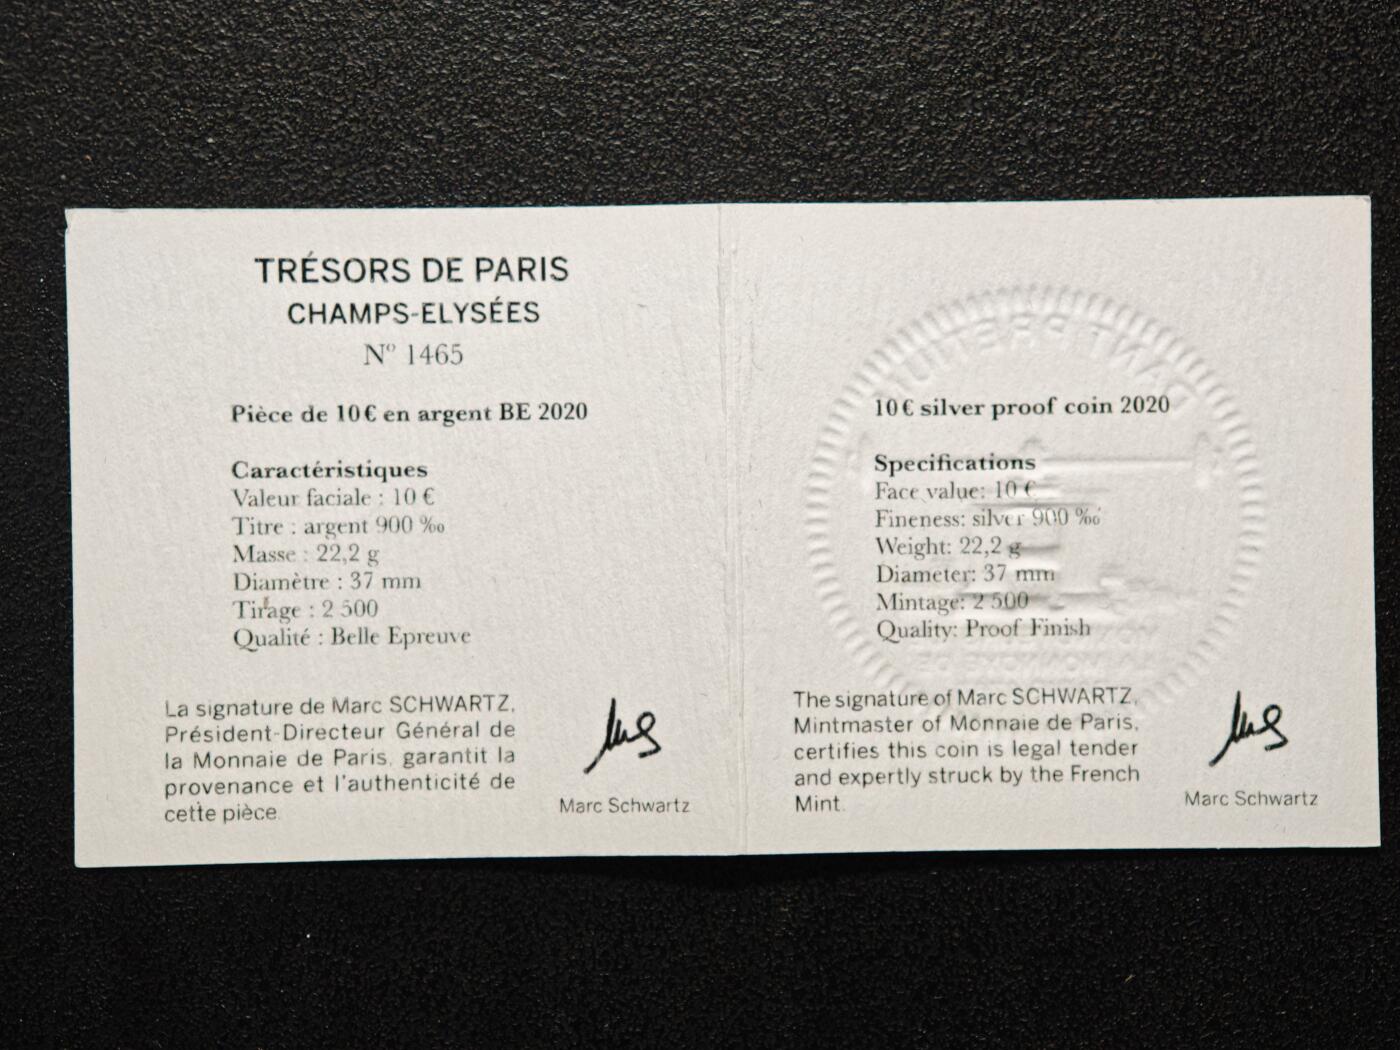 TRÉSORS DE PARIS
CHAMPS-ELYSÉES
Nº 1465
Pièce de 10 € en argent BE 2020
Caractéristiques
Valeur faciale : 10 €
Titre : argent 900 ‰
Masse : 22,2 g
Diamètre : 37 mm
Tirage : 2 500
Qualité : Belle Epreuve
La signature de Marc SCHWARTZ,
Président-Directeur Général de
la Monnaie de Paris, garantit la
provenance et l'authenticité de
cette pièce.
Marc Schwartz
10 € silver proof coin 2020
Specifications
Face value: 10 €
Fineness: silver 900 ‰
Weight: 22,2 g
Diameter: 37 mm
Mintage: 2 500
Quality: Proof Finish
The signature of Marc SCHWARTZ,
Mintmaster of Monnaie de Paris,
certifies this coin is legal tender
and expertly struck by the French
Mint.
Marc Schwartz